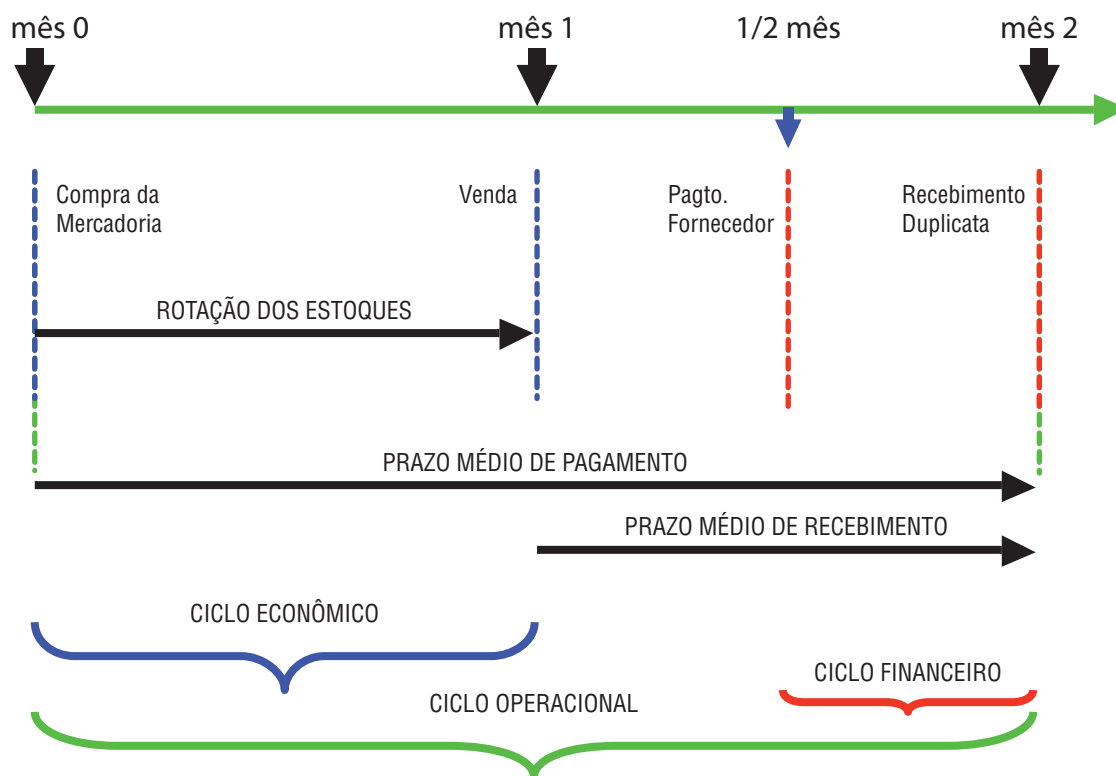 mês 0
mês 1
1/2 mês
mês 2
Compra da
Mercadoria
Venda
Pagto.
Fornecedor
Recebimento
Duplicata
ROTAÇÃO DOS ESTOQUES
PRAZO MÉDIO DE PAGAMENTO
PRAZO MÉDIO DE RECEBIMENTO
CICLO ECONÔMICO
CICLO FINANCEIRO
CICLO OPERACIONAL